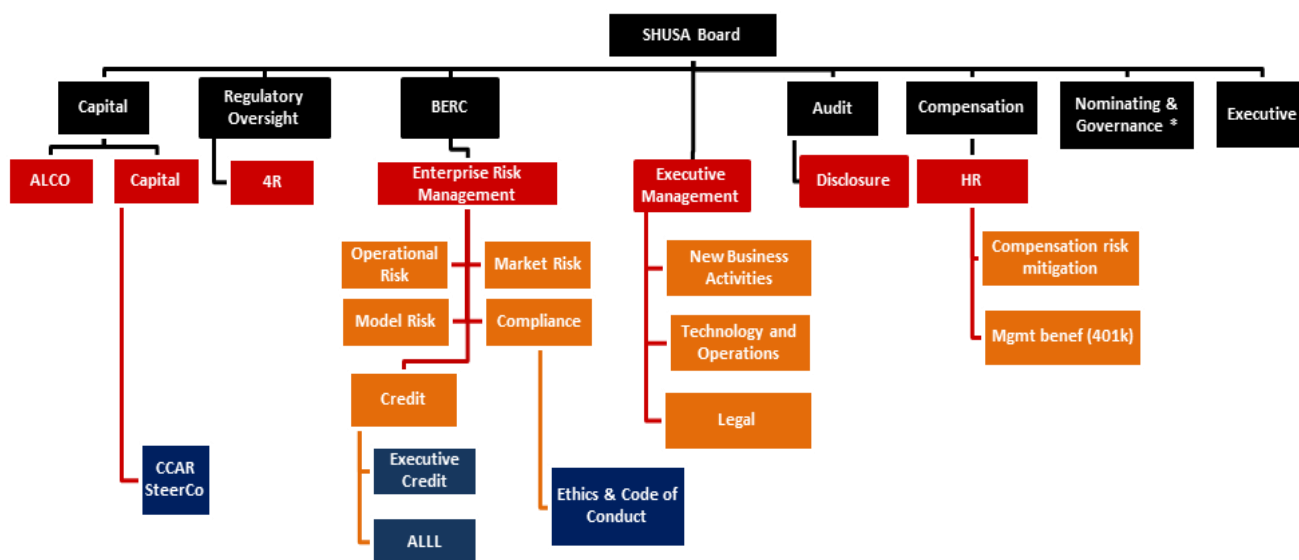 SHUSA Board
Capital
Regulatory
Oversight
BERC
Audit
Compensation
Nominating &
Governance *
Executive
ALCO
Capital
4R
Enterprise Risk
Management
Executive
Management
Disclosure
HR
Operational
Risk
Market Risk
New Business
Activities
Compensation risk
mitigation
Model Risk
Compliance
Technology and
Operations
Mgmt benef (401k)
Credit
Legal
CCAR
SteerCo
Executive
Credit
Ethics & Code of
Conduct
ALLL